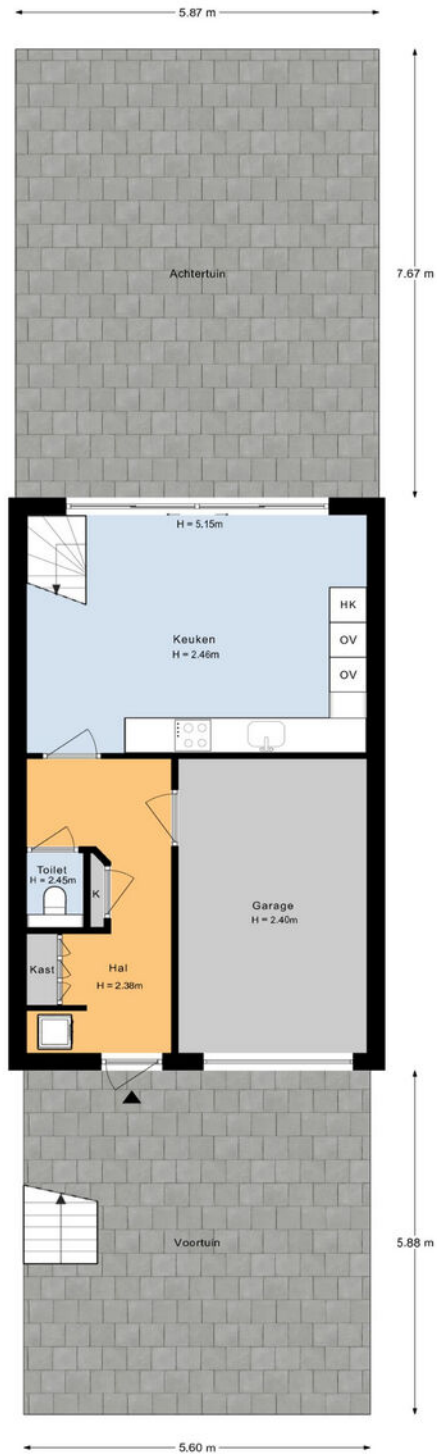 5.87 m
Achtertuin
7.67 m
H = 5.15m
HK
Keuken
OV
H = 2.46m
OV
Toilet
H = 2.45m
K
Garage
H = 2.40m
Kast
Hal
H = 2.38m
Voortuin
5.88 m
5.60 m